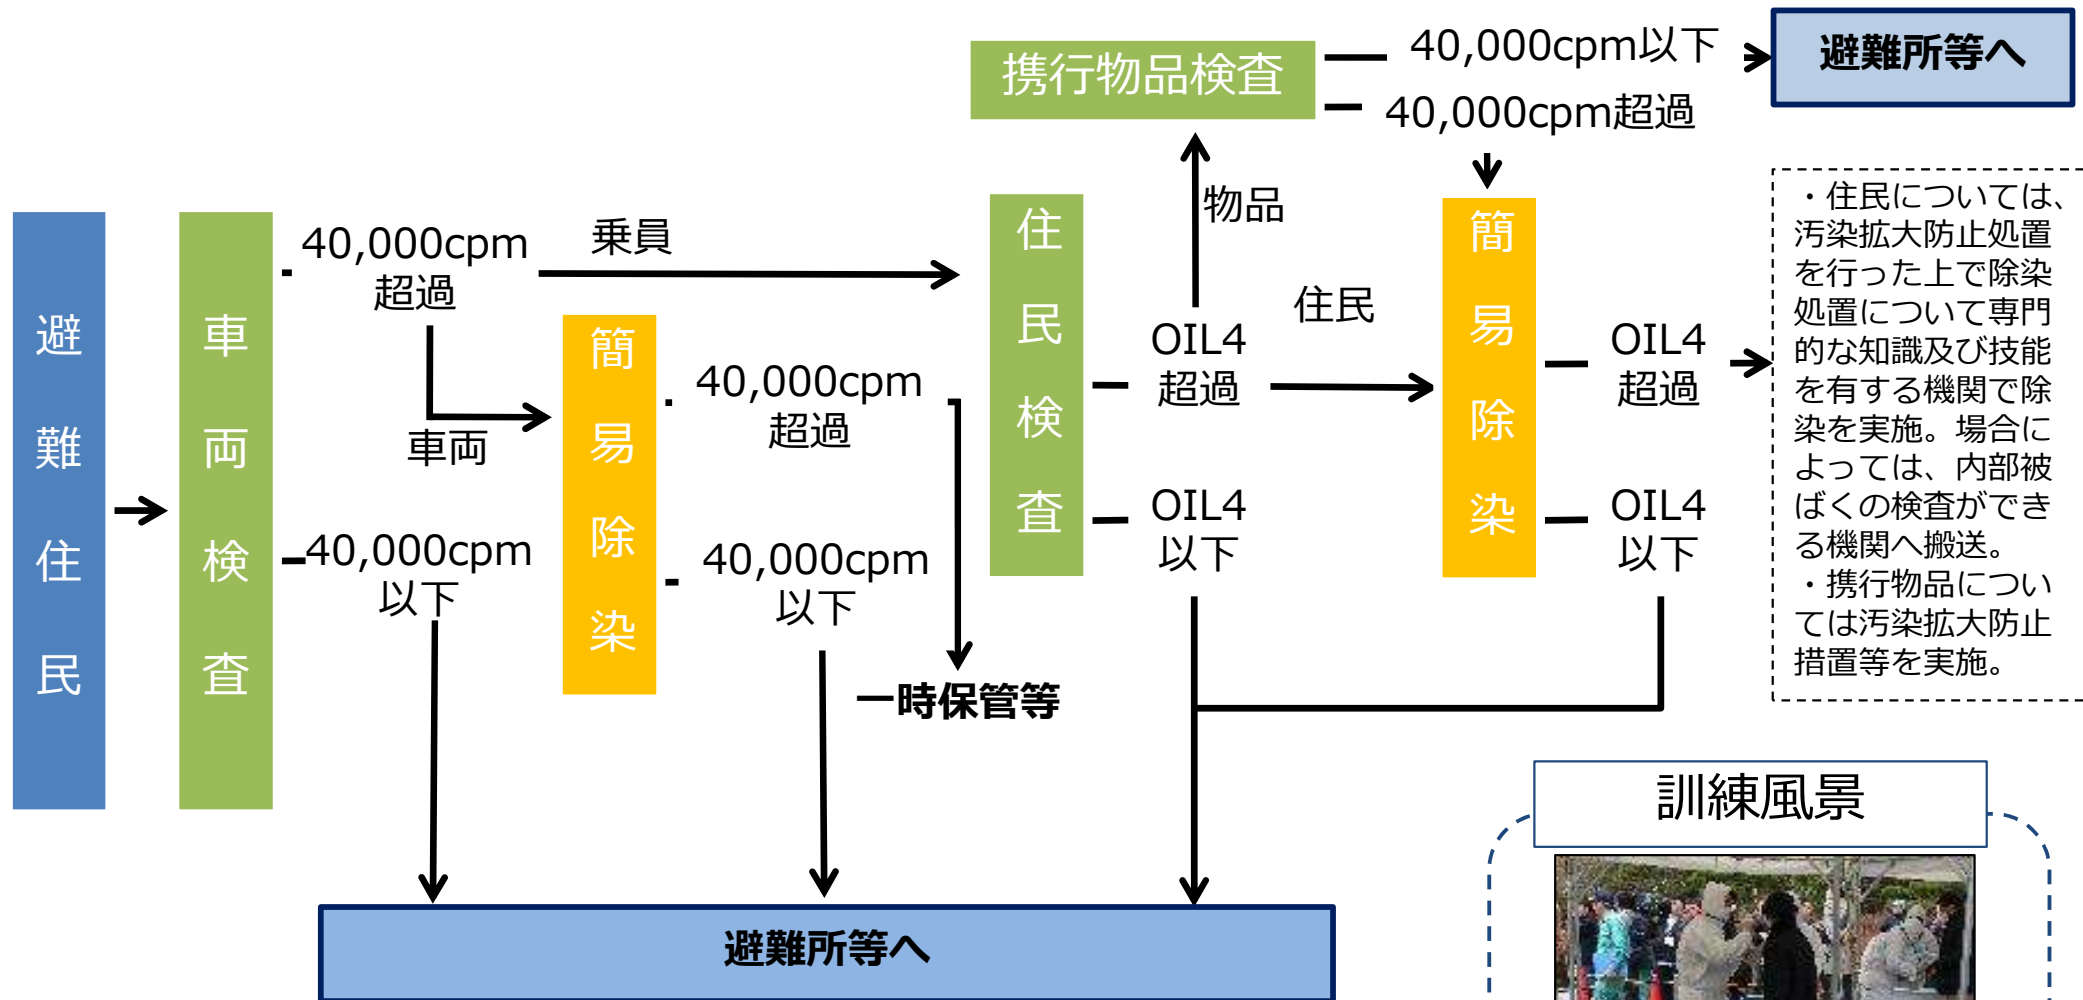 避難住民
車両検査
40,000cpm
超過
乗員
車両
40,000cpm
以下
簡易除染
40,000cpm
超過
40,000cpm
以下
一時保管等
住民検査
物品
携行物品検査
40,000cpm以下
40,000cpm超過
避難所等へ
OIL4
超過
住民
OIL4
以下
簡易除染
OIL4
超過
OIL4
以下
・住民については、
汚染拡大防止処置
を行った上で除染
処置について専門
的な知識及び技能
を有する機関で除
染を実施。場合に
よっては、内部被
ばくの検査ができ
る機関へ搬送。
・携行物品につい
ては汚染拡大防止
措置等を実施。
避難所等へ
訓練風景